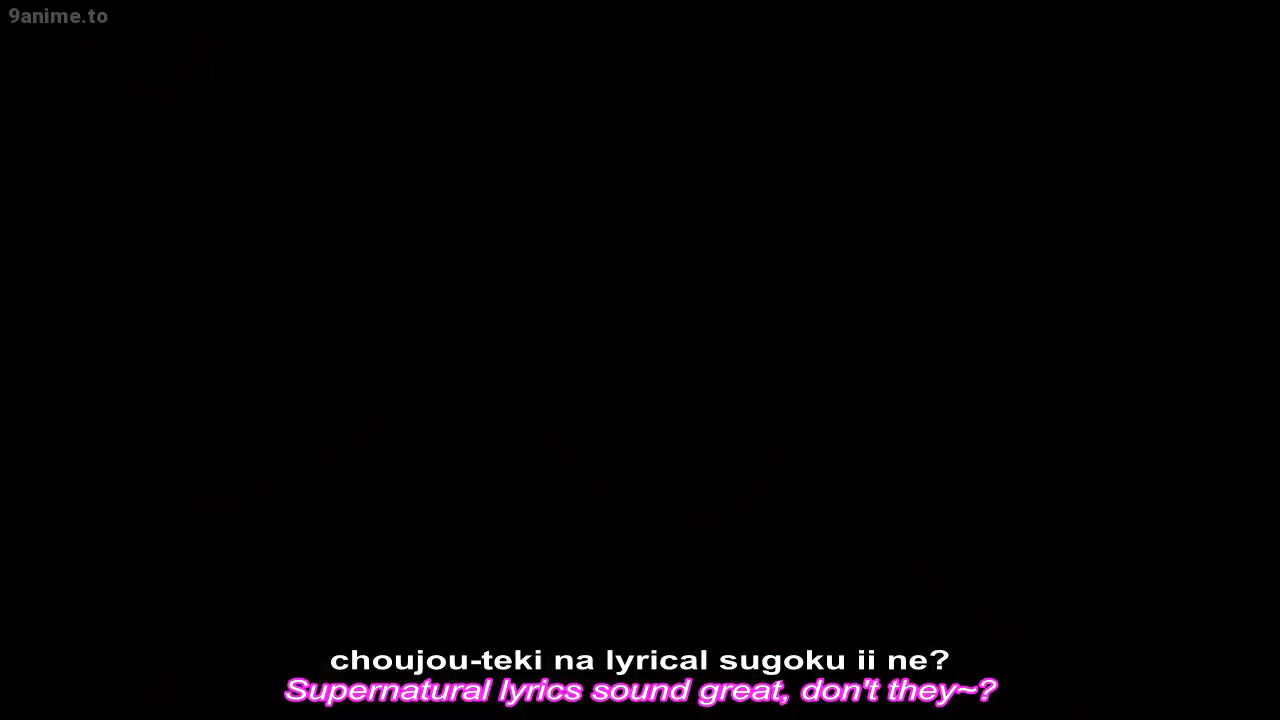 9anime.to
choujou-teki na lyrical sugoku ii ne?
Supernatural lyrics sound great, don't they~?